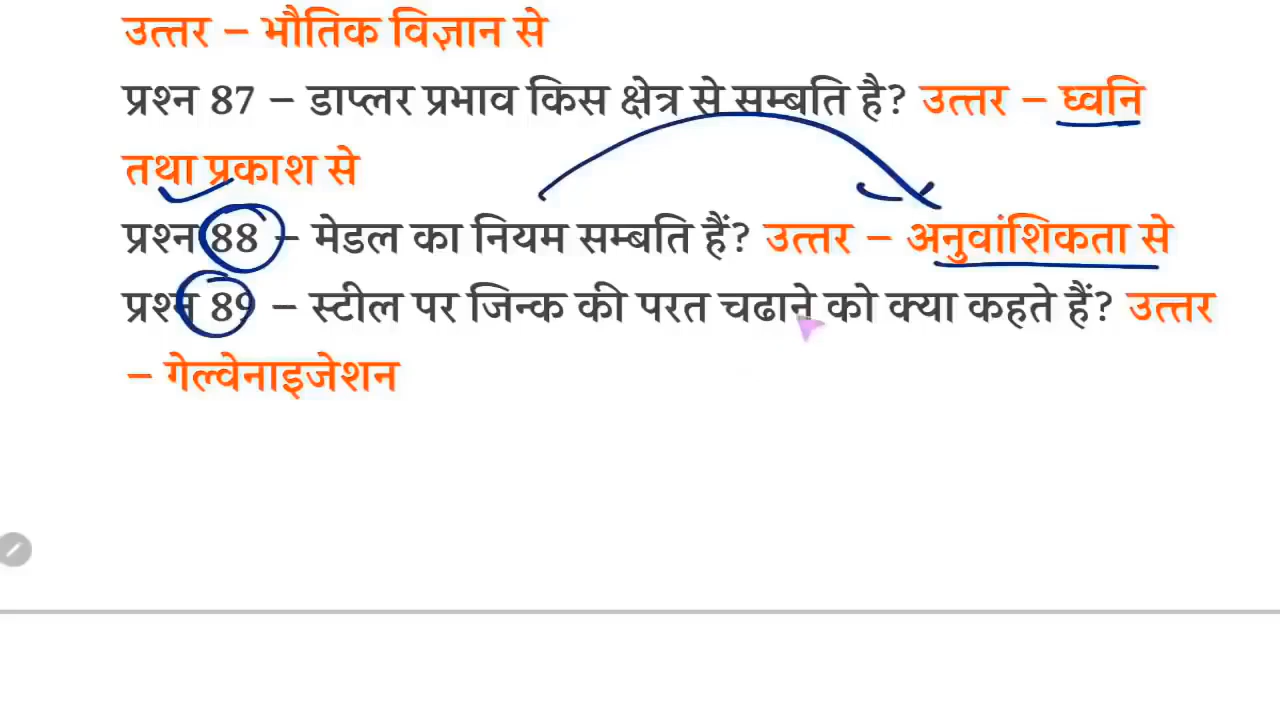 उत्तर – भौतिक विज्ञान से
प्रश्न 87 – डाप्लर प्रभाव किस क्षेत्र से सम्बति है? उत्तर – ध्वनि
तथा प्रकाश से
प्रश्न 88 – मेडल का नियम सम्बति हैं? उत्तर – अनुवांशिकता से
प्रश्न 89 – स्टील पर जिन्क की परत चढाने को क्या कहते हैं? उत्तर
– गेल्वेनाइजेशन